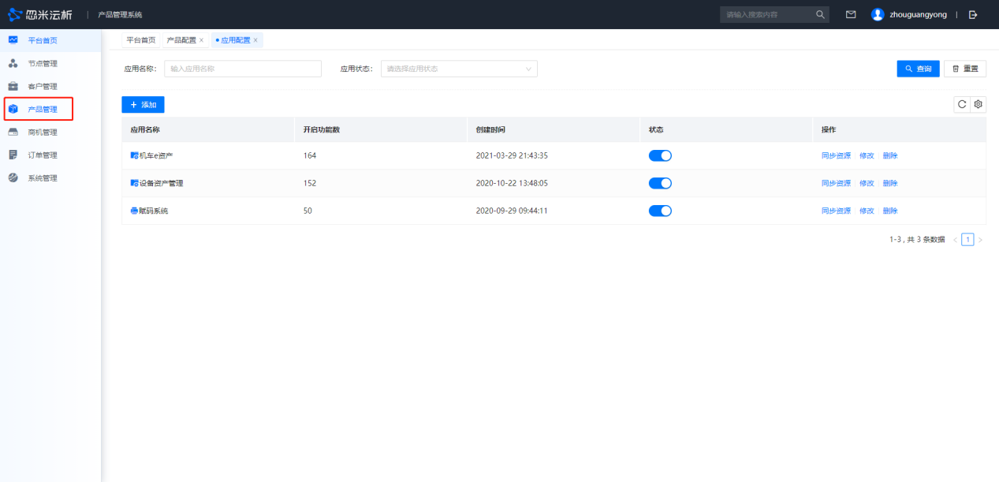 忽米沄析 | 产品管理系统 请输入搜索内容 zhouguangyong |
平台首页
节点管理
客户管理
产品管理
商机管理
订单管理
系统管理
平台首页 产品配置 × 应用配置 ×
应用名称: 输入应用名称 应用状态: 请选择应用状态 查询 重置
+ 添加
应用名称 开启功能数 创建时间 状态 操作
机车e资产 164 2021-03-29 21:43:35 同步资源 修改 删除
设备资产管理 152 2020-10-22 13:48:05 同步资源 修改 删除
赋码系统 50 2020-09-29 09:44:11 同步资源 修改 删除
1-3 , 共 3 条数据 < 1 >